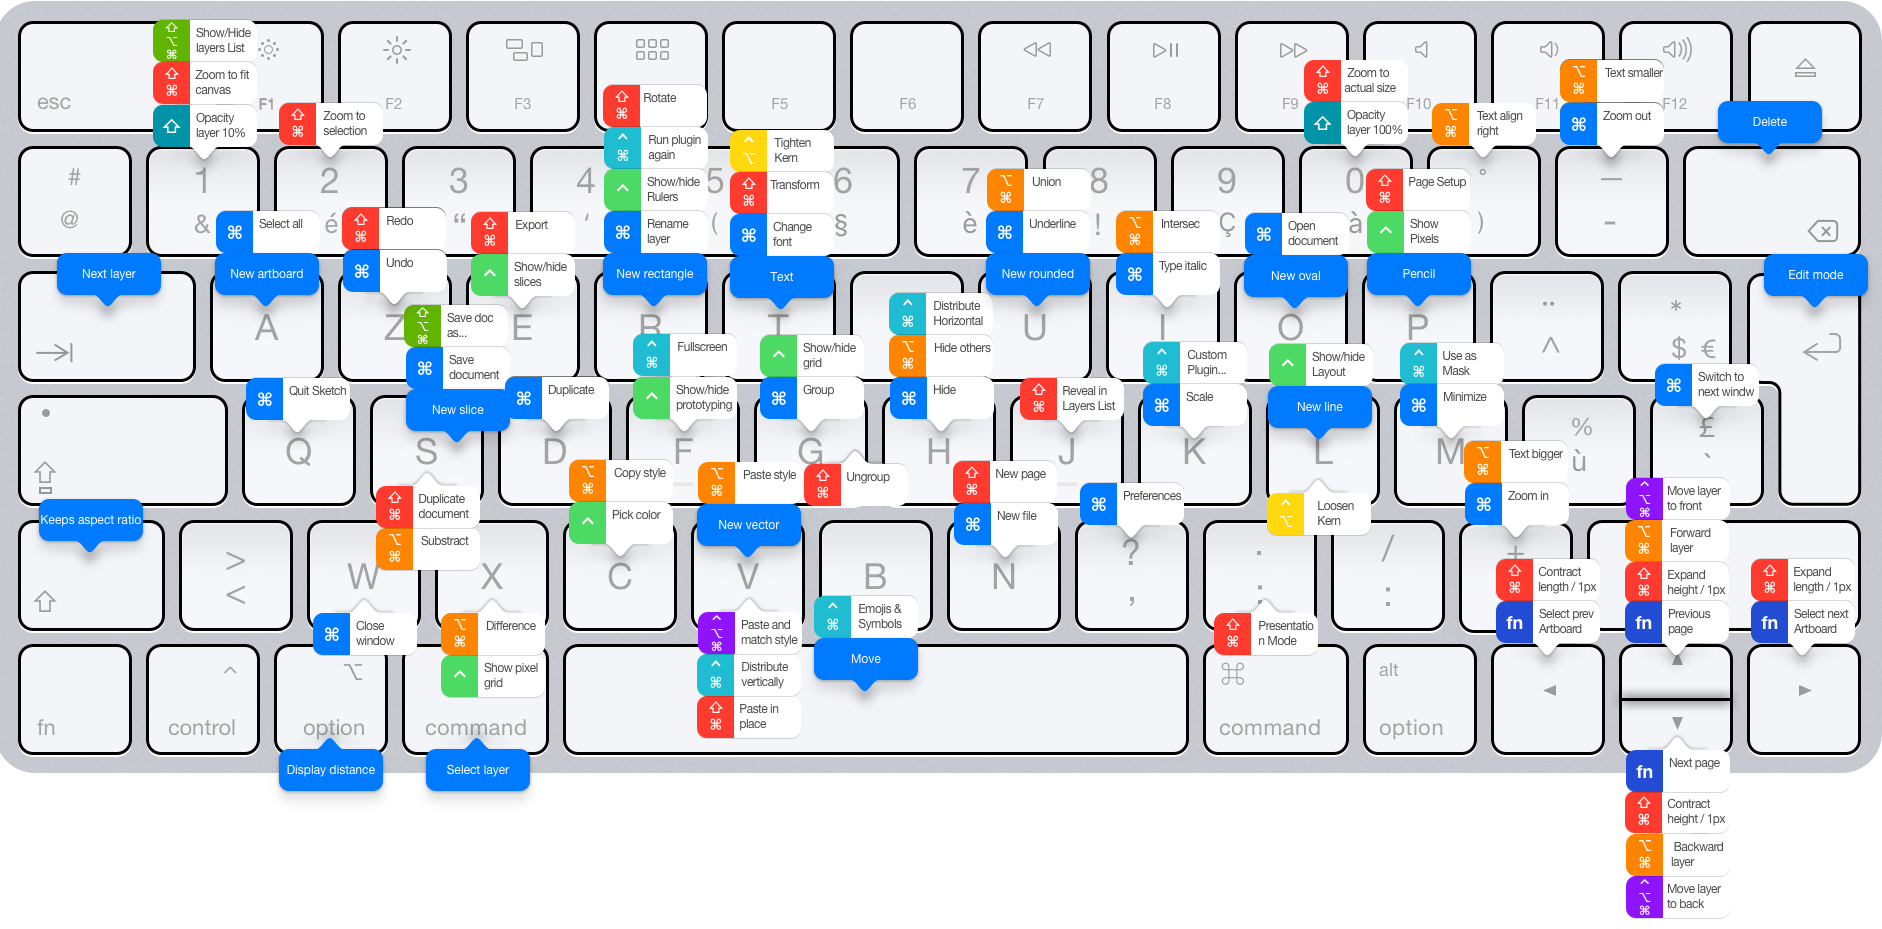 Show/Hide
layers List
Zoom to fit
canvas
Opacity
layer 10%
esc
F1
F2
F3
F5
F6
F7
F8
F9
F10
F11
F12
Zoom to
selection
Rotate
Run plugin
again
Show/hide
Rulers
Rename
layer
New rectangle
Tighten
Kern
Transform
Change
font
Text
Zoom to
actual size
Opacity
layer 100%
Text align
right
Text smaller
Zoom out
Delete
#
@
1
&
2
é
3
“
4
‘
5
(
6
§
7
è
8
!
9
Ç
0
à
°
)
—
-
Select all
New artboard
Redo
Undo
Export
Show/hide
slices
Union
Underline
New rounded
Intersec
Type italic
Open
document
New oval
Page Setup
Show
Pixels
Pencil
Next layer
Edit mode
A
Z
E
R
T
U
I
O
P
¨
^
*
$ €
Quit Sketch
Save doc
as...
Save
document
New slice
Duplicate
Fullscreen
Show/hide
prototyping
Show/hide
grid
Group
Distribute
Horizontal
Hide others
Hide
Reveal in
Layers List
Custom
Plugin...
Scale
Show/hide
Layout
New line
Use as
Mask
Minimize
Switch to
next windw
Q
S
D
F
G
H
J
K
L
M
%
ù
£
`
Keeps aspect ratio
Duplicate
document
Substract
Copy style
Pick color
Paste style
New vector
Ungroup
New page
New file
Preferences
Loosen
Kern
Text bigger
Zoom in
Move layer
to front
Forward
layer
Expand
height / 1px
fn
Previous
page
Contract
length / 1px
fn
Select prev
Artboard
Expand
length / 1px
fn
Select next
Artboard
>
<
W
X
C
V
B
N
?
,
.
;
/
:
+
Close
window
Difference
Show pixel
grid
Paste and
match style
Distribute
vertically
Paste in
place
Emojis &
Symbols
Move
Presentatio
n Mode
fn
control
option
command
command
alt
option
Display distance
Select layer
fn
Next page
Contract
height / 1px
Backward
layer
Move layer
to back